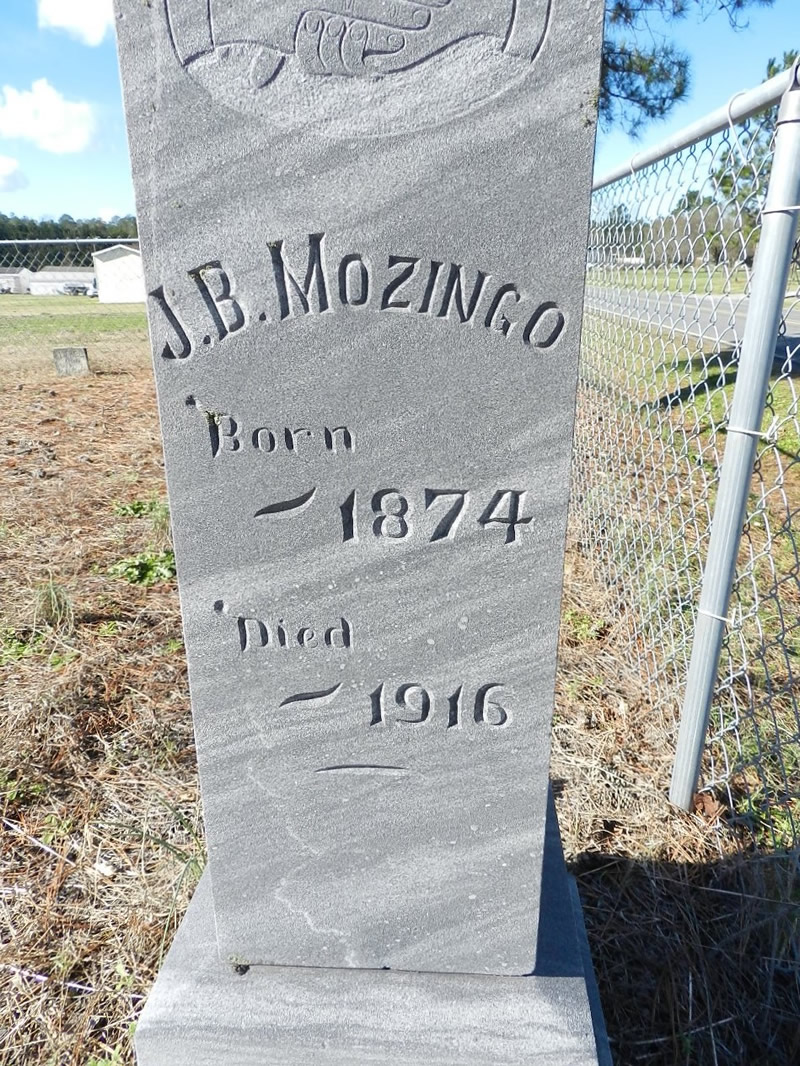 J.B. MOZINGO
Born
1874
Died
1916